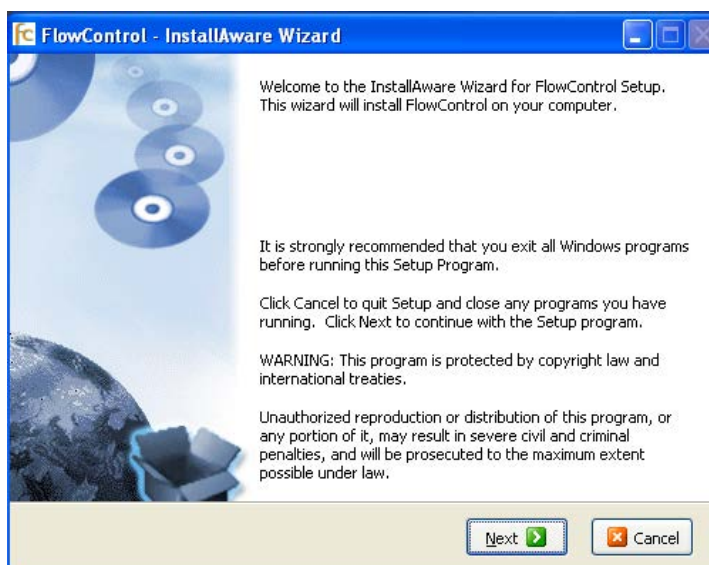 FC FlowControl - InstallAware Wizard
Welcome to the InstallAware Wizard for FlowControl Setup.
This wizard will install FlowControl on your computer.
It is strongly recommended that you exit all Windows programs
before running this Setup Program.
Click Cancel to quit Setup and close any programs you have
running.  Click Next to continue with the Setup program.
WARNING: This program is protected by copyright law and
international treaties.
Unauthorized reproduction or distribution of this program, or
any portion of it, may result in severe civil and criminal
penalties, and will be prosecuted to the maximum extent
possible under law.
Next
Cancel